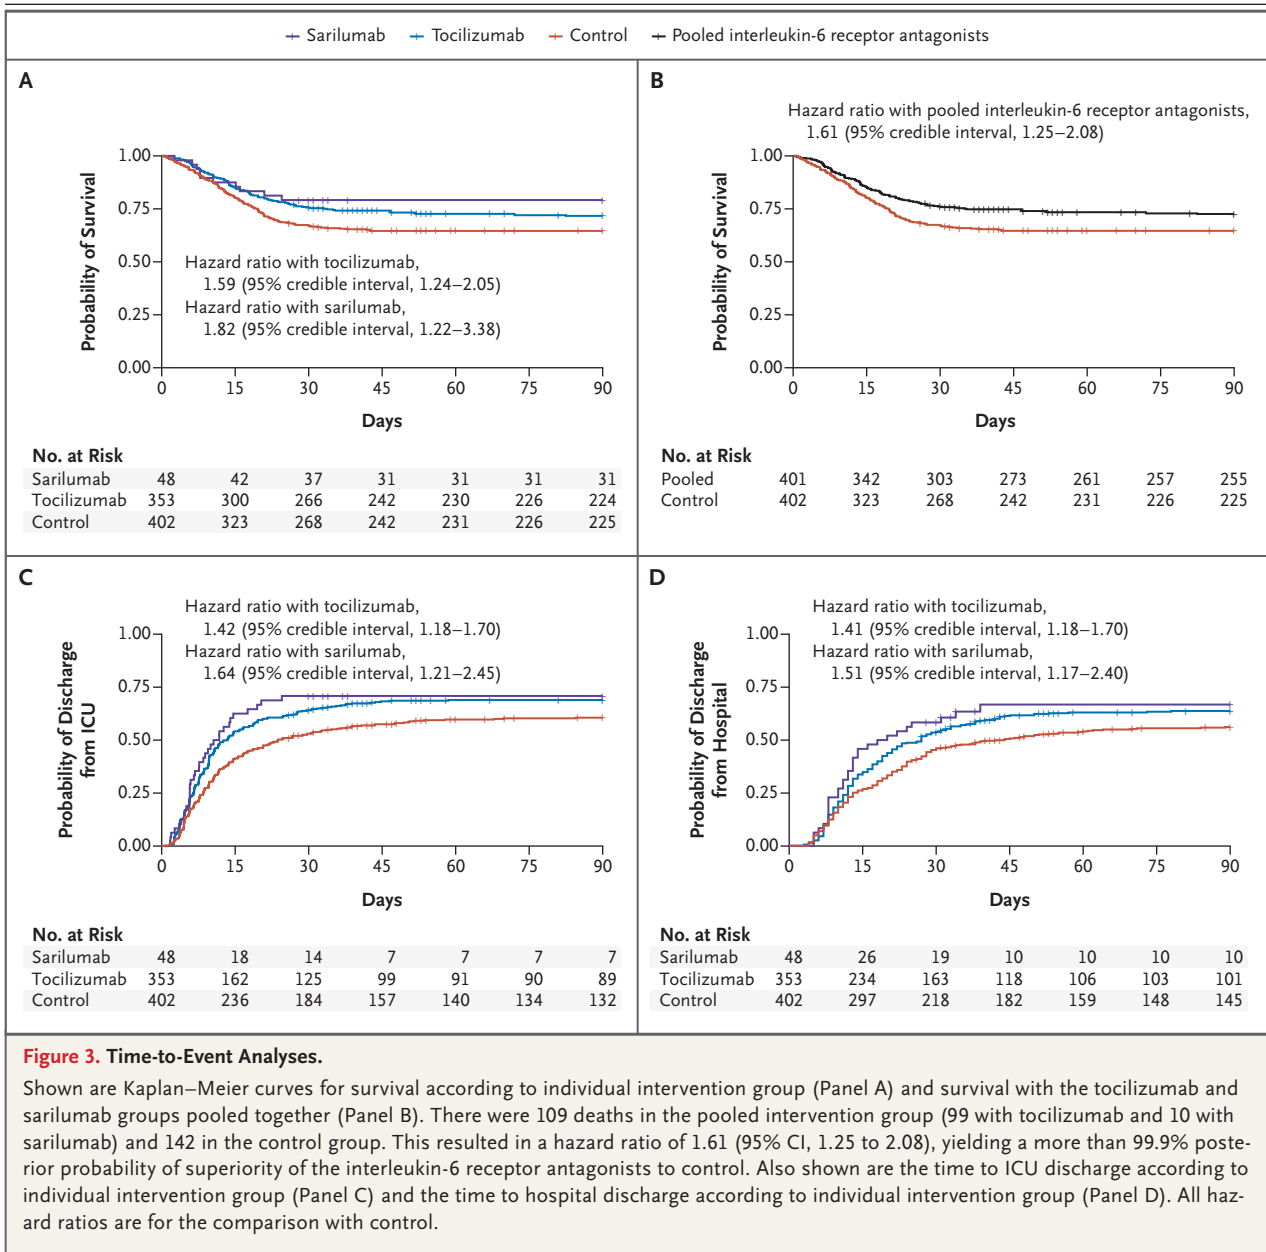 Sarilumab Tocilizumab Control Pooled interleukin-6 receptor antagonists
A
1.00
0.75
0.50
0.25
0.00
Probability of Survival
Hazard ratio with tocilizumab,
1.59 (95% credible interval, 1.24–2.05)
Hazard ratio with sarilumab,
1.82 (95% credible interval, 1.22–3.38)
0 15 30 45 60 75 90
Days
No. at Risk
Sarilumab 48 42 37 31 31 31 31
Tocilizumab 353 300 266 242 230 226 224
Control 402 323 268 242 231 226 225
B
Hazard ratio with pooled interleukin-6 receptor antagonists,
1.61 (95% credible interval, 1.25–2.08)
1.00
0.75
0.50
0.25
0.00
Probability of Survival
0 15 30 45 60 75 90
Days
No. at Risk
Pooled 401 342 303 273 261 257 255
Control 402 323 268 242 231 226 225
C
Hazard ratio with tocilizumab,
1.42 (95% credible interval, 1.18–1.70)
Hazard ratio with sarilumab,
1.64 (95% credible interval, 1.21–2.45)
1.00
0.75
0.50
0.25
0.00
Probability of Discharge
from ICU
0 15 30 45 60 75 90
Days
No. at Risk
Sarilumab 48 18 14 7 7 7 7
Tocilizumab 353 162 125 99 91 90 89
Control 402 236 184 157 140 134 132
D
Hazard ratio with tocilizumab,
1.41 (95% credible interval, 1.18–1.70)
Hazard ratio with sarilumab,
1.51 (95% credible interval, 1.17–2.40)
1.00
0.75
0.50
0.25
0.00
Probability of Discharge
from Hospital
0 15 30 45 60 75 90
Days
No. at Risk
Sarilumab 48 26 19 10 10 10 10
Tocilizumab 353 234 163 118 106 103 101
Control 402 297 218 182 159 148 145
Figure 3. Time-to-Event Analyses.
Shown are Kaplan–Meier curves for survival according to individual intervention group (Panel A) and survival with the tocilizumab and
sarilumab groups pooled together (Panel B). There were 109 deaths in the pooled intervention group (99 with tocilizumab and 10 with
sarilumab) and 142 in the control group. This resulted in a hazard ratio of 1.61 (95% CI, 1.25 to 2.08), yielding a more than 99.9% poste-
rior probability of superiority of the interleukin-6 receptor antagonists to control. Also shown are the time to ICU discharge according to
individual intervention group (Panel C) and the time to hospital discharge according to individual intervention group (Panel D). All haz-
ard ratios are for the comparison with control.